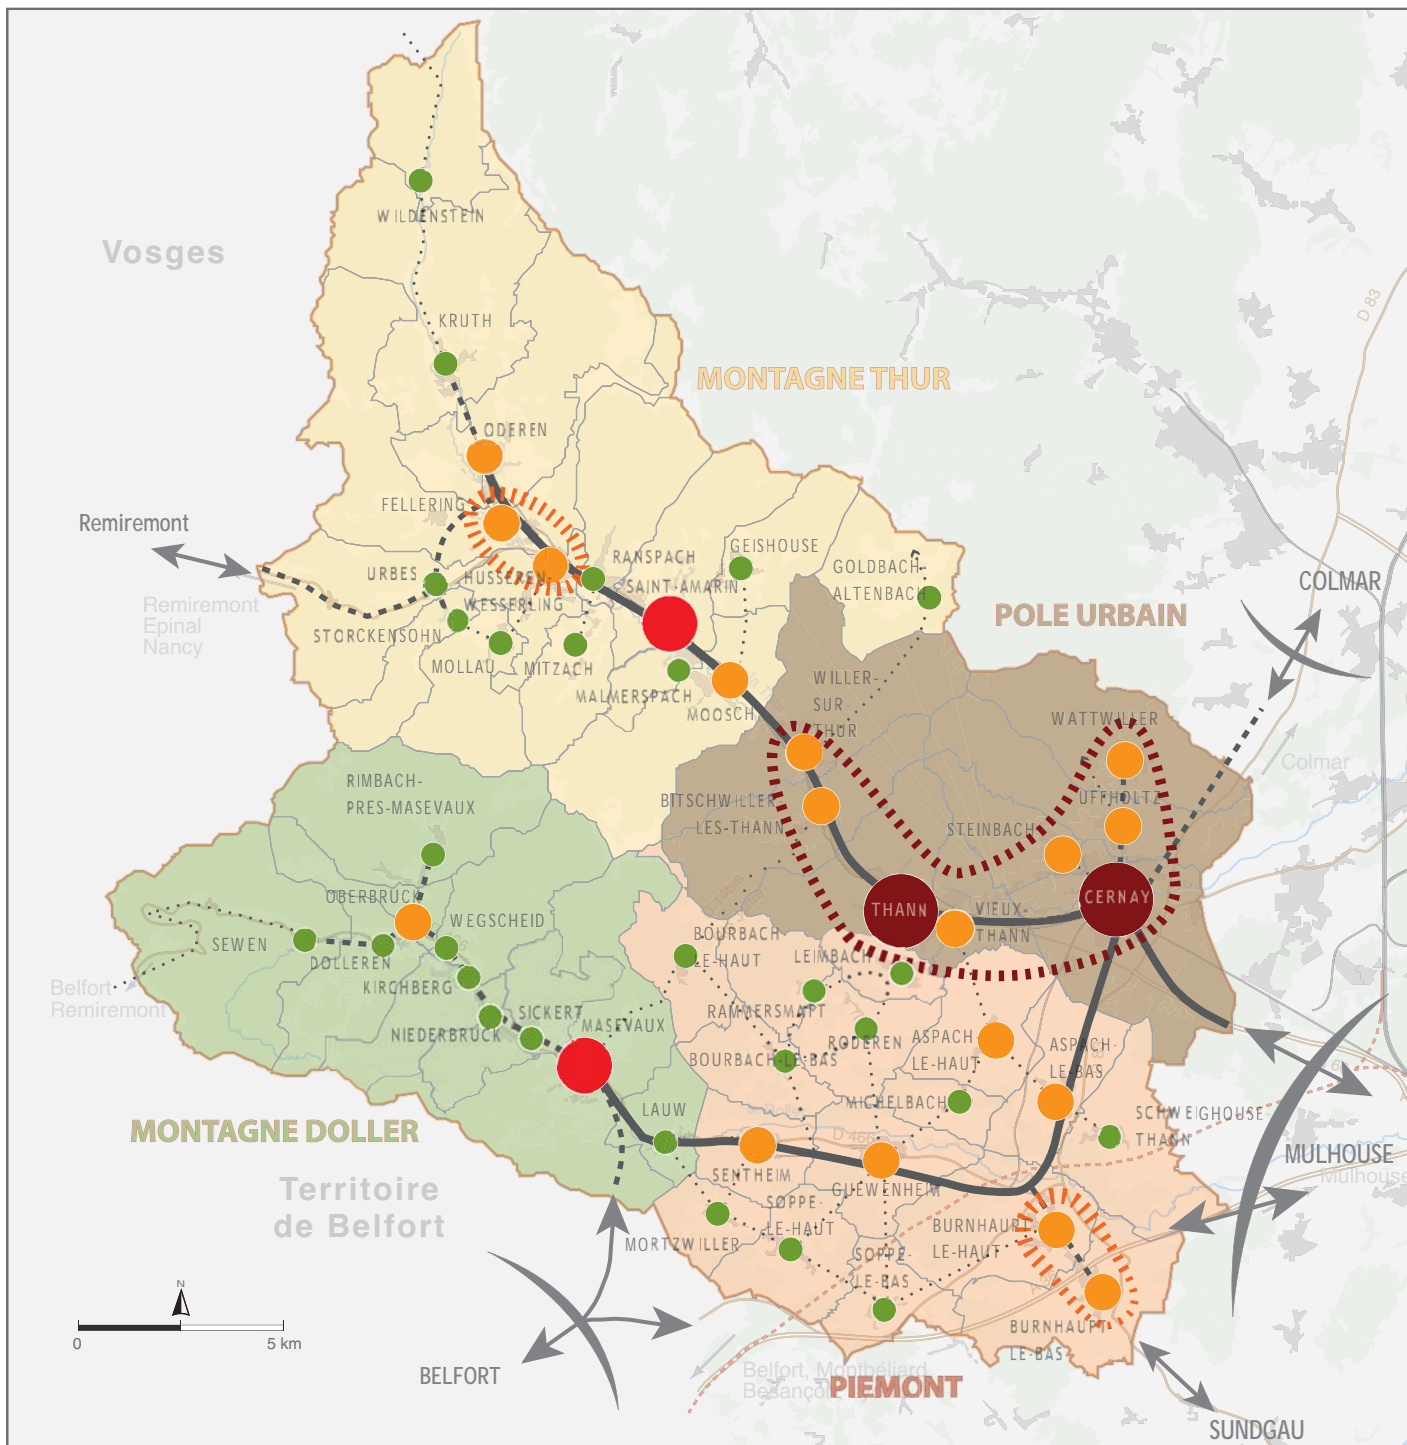 WILDENSTEIN
Vosges
KRUTH
D 83
MONTAGNE THUR
ODEREN
FELLERING
Remiremont
RANSPACH
GEISHOUSE
GOLDBACH-
ALTENBACH
URBES
HUSSEREN-
WESSERLING
SAINT-AMARIN
COLMAR
Remiremont
Epinal
Nancy
POLE URBAIN
STORCKENSOHN
MOLLAU
MITZACH
MALMERSPACH
MOOSCH
WILLER-
SUR-
THUR
WATTWILLER
Colmar
RIMBACH-
PRES-MASEVAUX
BITSCHWILLER-
LES-THANN
UFFHOLTZ
STEINBACH
OBERBRUCK
WEGSCHEID
THANN
CERNAY
VIEUX-
THANN
SEWEN
DOLLEREN
BOURBACH-
LE-HAUT
LEIMBACH
Belfort
Remiremont
KIRCHBERG
SICKERT
NIEDERBRUCK
MASEVAUX
RAMMERSMATT
RODEREN
ASPACH-
LE-HAUT
ASPACH-
LE-BAS
BOURBACH-LE-BAS
MICHELBACH
LAUW
SCHWEIGHOUSE-
THANN
MONTAGNE DOLLER
D 466
MULHOUSE
Mulhouse
SENTHEIM
GUEWENHEIM
Territoire
de Belfort
SOPPE-
LE-HAUT
MORTZWILLER
BURNHAUPT-
LE-HAUT
SOPPE-
LE-BAS
N
0
5 km
BURNHAUPT-
LE-BAS
BELFORT
Belfort, Montbéliard
Besançon
PIEMONT
SUNDGAU